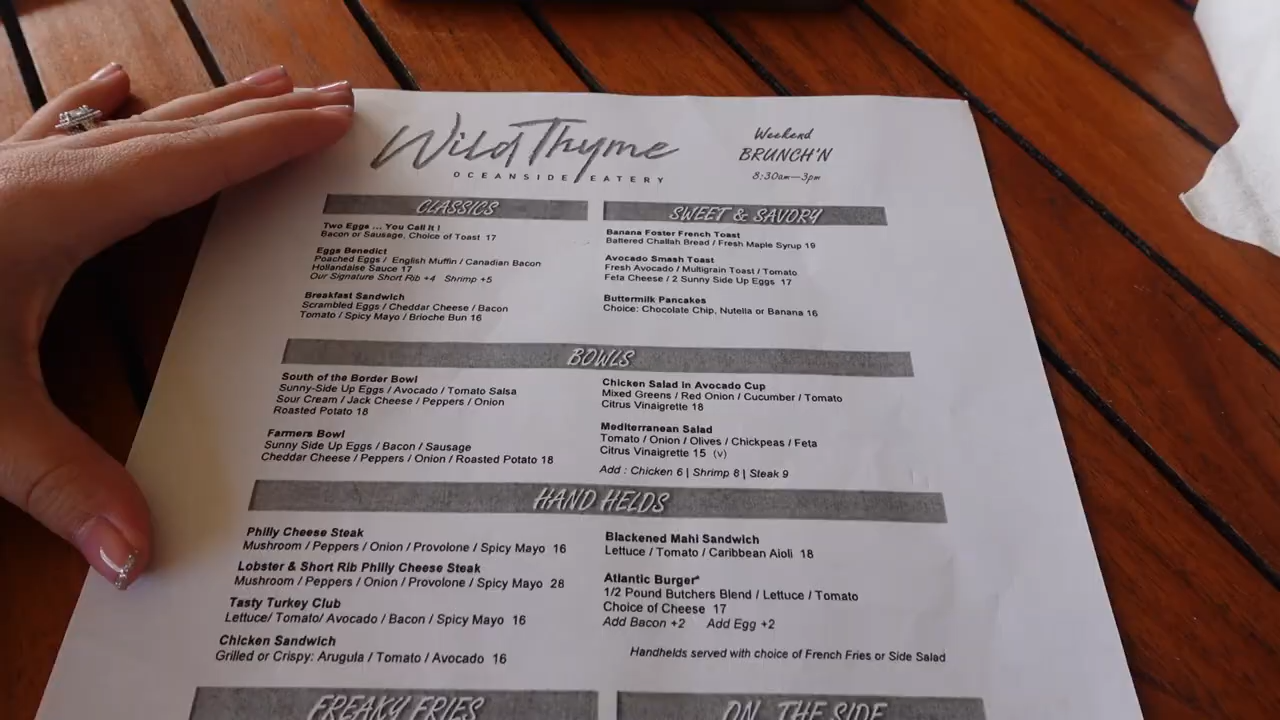 Wild Thyme
OCEANSIDE EATERY
Weekend
BRUNCH'N
8:30am—3pm
CLASSICS
Two Eggs ... You Call It !
Bacon or Sausage, Choice of Toast 17
Eggs Benedict
Poached Eggs / English Muffin / Canadian Bacon
Hollandaise Sauce 17
Our Signature Short Rib +4 Shrimp +5
Breakfast Sandwich
Scrambled Eggs / Cheddar Cheese / Bacon
Tomato / Spicy Mayo / Brioche Bun 16
SWEET & SAVORY
Banana Foster French Toast
Battered Challah Bread / Fresh Maple Syrup 19
Avocado Smash Toast
Fresh Avocado / Multigrain Toast / Tomato
Feta Cheese / 2 Sunny Side Up Eggs 17
Buttermilk Pancakes
Choice: Chocolate Chip, Nutella or Banana 16
BOWLS
South of the Border Bowl
Sunny-Side Up Eggs / Avocado / Tomato Salsa
Sour Cream / Jack Cheese / Peppers / Onion
Roasted Potato 18
Farmers Bowl
Sunny Side Up Eggs / Bacon / Sausage
Cheddar Cheese / Peppers / Onion / Roasted Potato 18
Chicken Salad in Avocado Cup
Mixed Greens / Red Onion / Cucumber / Tomato
Citrus Vinaigrette 18
Mediterranean Salad
Tomato / Onion / Olives / Chickpeas / Feta
Citrus Vinaigrette 15 (v)
Add : Chicken 6 | Shrimp 8 | Steak 9
HAND HELDS
Philly Cheese Steak
Mushroom / Peppers / Onion / Provolone / Spicy Mayo 16
Lobster & Short Rib Philly Cheese Steak
Mushroom / Peppers / Onion / Provolone / Spicy Mayo 28
Tasty Turkey Club
Lettuce/ Tomato/ Avocado / Bacon / Spicy Mayo 16
Chicken Sandwich
Grilled or Crispy: Arugula / Tomato / Avocado 16
Blackened Mahi Sandwich
Lettuce / Tomato / Caribbean Aioli 18
Atlantic Burger*
1/2 Pound Butchers Blend / Lettuce / Tomato
Choice of Cheese 17
Add Bacon +2 Add Egg +2
Handhelds served with choice of French Fries or Side Salad
FREAKY FRIES
ON THE SIDE